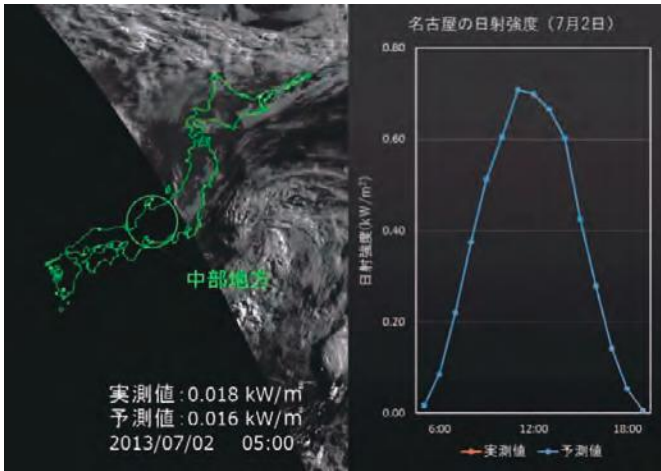 中部地方
実測値:0.018 kW/㎡
予測値:0.016 kW/㎡
2013/07/02 05:00
名古屋の日射強度（7月2日）
日射強度(kW/m²)
0.80
0.60
0.40
0.20
0.00
6:00 12:00 18:00
実測値 予測値